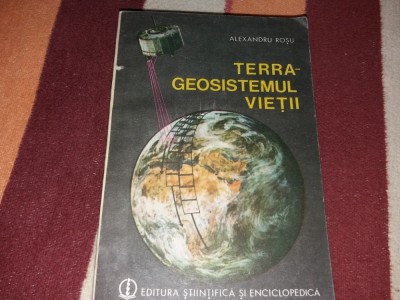 ALEXANDRU ROȘU
TERRA-
GEOSISTEMUL
VIEȚII
EDITURA ȘTIINȚIFICĂ ȘI ENCICLOPEDICĂ